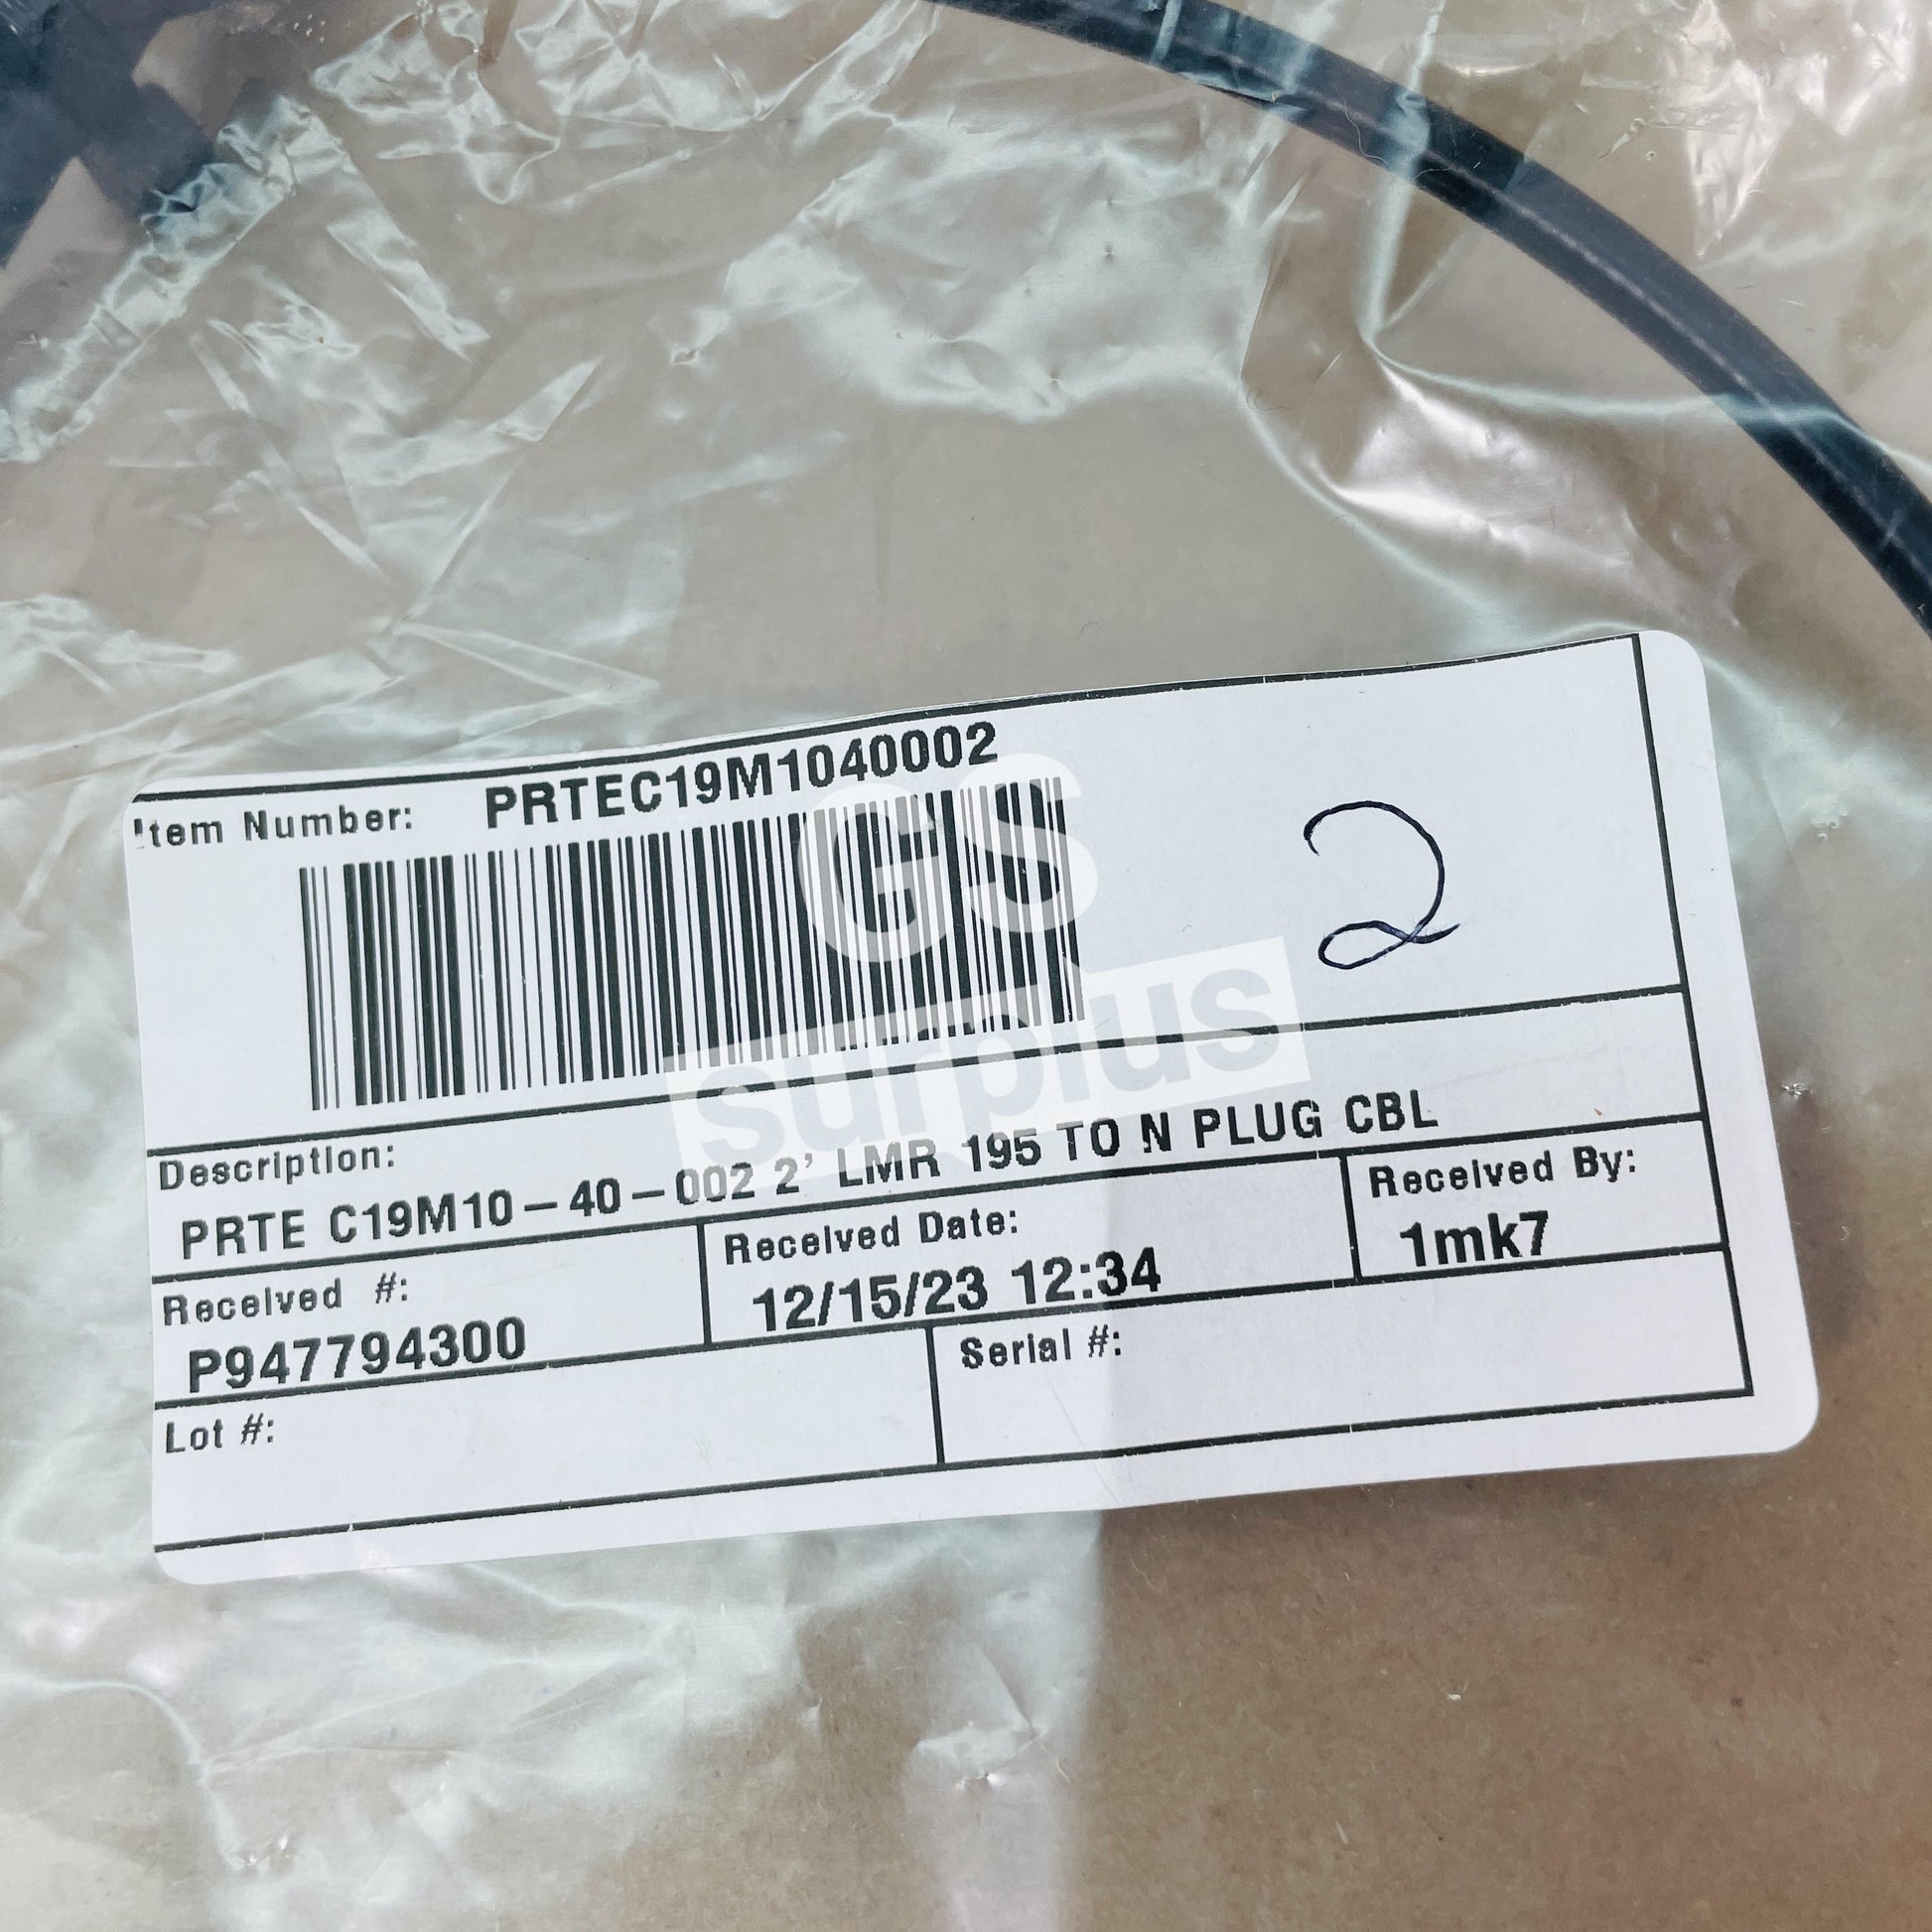 Item Number: PRTEC19M1040002
2
GS
surplus
Description:
PRTE C19M10-40-002 2' LMR 195 TO N PLUG CBL
Received #:
P947794300
Received Date:
12/15/23 12:34
Received By:
1mk7
Lot #:
Serial #: